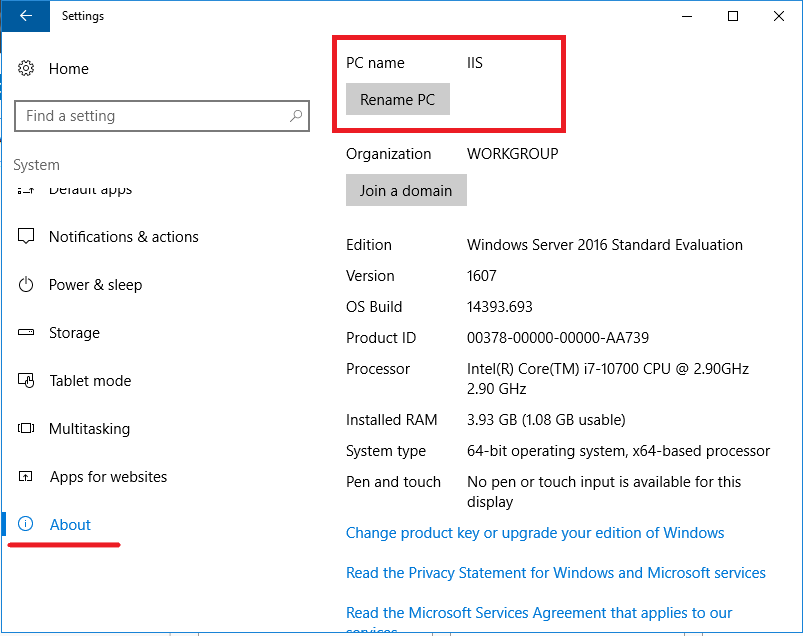 Settings
Home
Find a setting
System
Default apps
Notifications & actions
Power & sleep
Storage
Tablet mode
Multitasking
Apps for websites
About
PC name IIS
Rename PC
Organization WORKGROUP
Join a domain
Edition Windows Server 2016 Standard Evaluation
Version 1607
OS Build 14393.693
Product ID 00378-00000-00000-AA739
Processor Intel(R) Core(TM) i7-10700 CPU @ 2.90GHz
2.90 GHz
Installed RAM 3.93 GB (1.08 GB usable)
System type 64-bit operating system, x64-based processor
Pen and touch No pen or touch input is available for this
display
Change product key or upgrade your edition of Windows
Read the Privacy Statement for Windows and Microsoft services
Read the Microsoft Services Agreement that applies to our
services